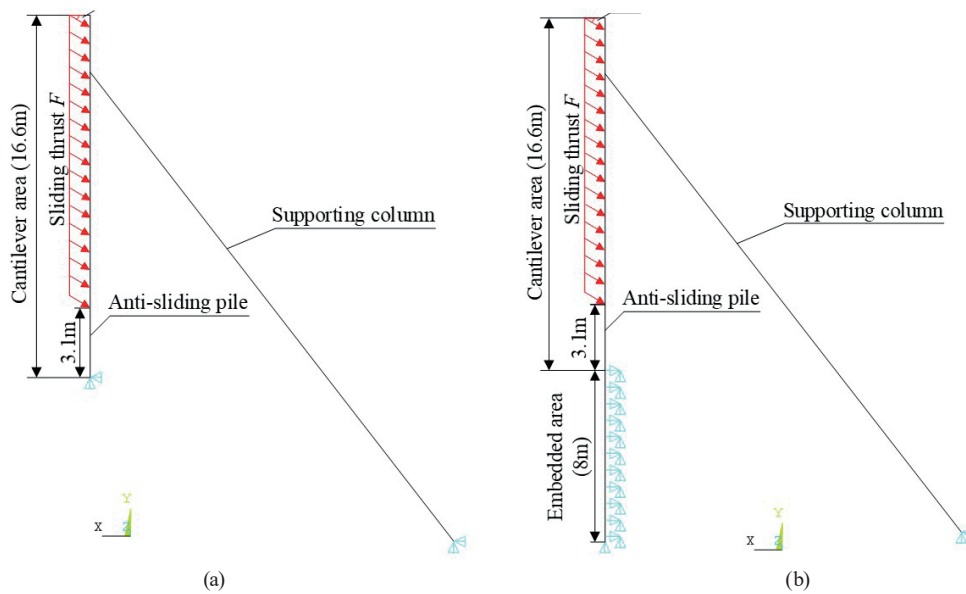 Cantilever area (16.6m)
Sliding thrust F
Supporting column
Anti-sliding pile
3.1m
Y
X
Z
(a)
Cantilever area (16.6m)
Sliding thrust F
Supporting column
Anti-sliding pile
3.1m
Embedded area
(8m)
Y
X
Z
(b)